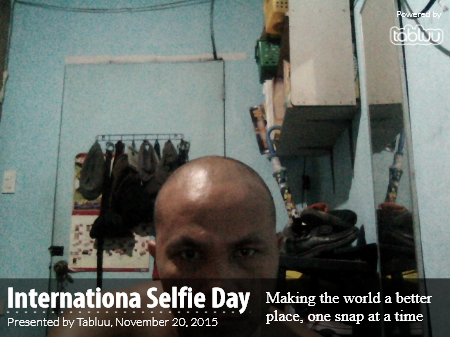 Powered by
tabluu
Internationa Selfie Day
Presented by Tabluu, November 20, 2015
Making the world a better
place, one snap at a time